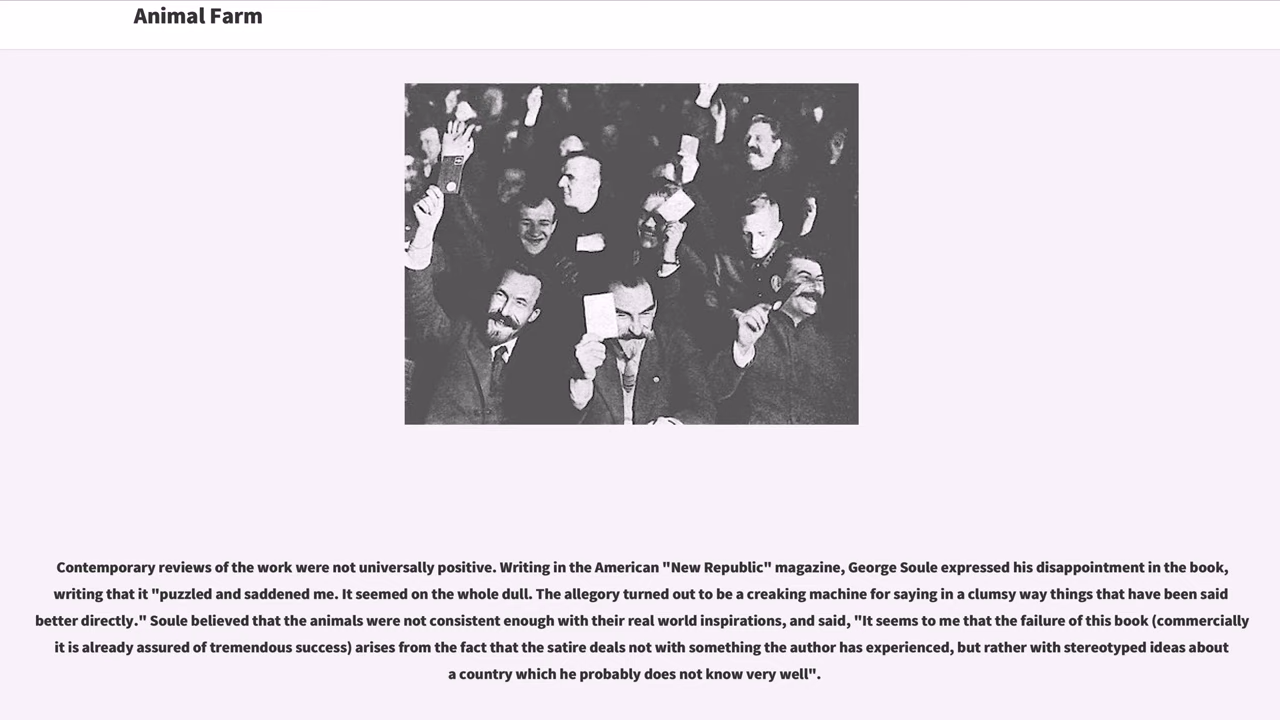 Animal Farm
Contemporary reviews of the work were not universally positive. Writing in the American "New Republic" magazine, George Soule expressed his disappointment in the book,
writing that it "puzzled and saddened me. It seemed on the whole dull. The allegory turned out to be a creaking machine for saying in a clumsy way things that have been said
better directly." Soule believed that the animals were not consistent enough with their real world inspirations, and said, "It seems to me that the failure of this book (commercially
it is already assured of tremendous success) arises from the fact that the satire deals not with something the author has experienced, but rather with stereotyped ideas about
a country which he probably does not know very well".